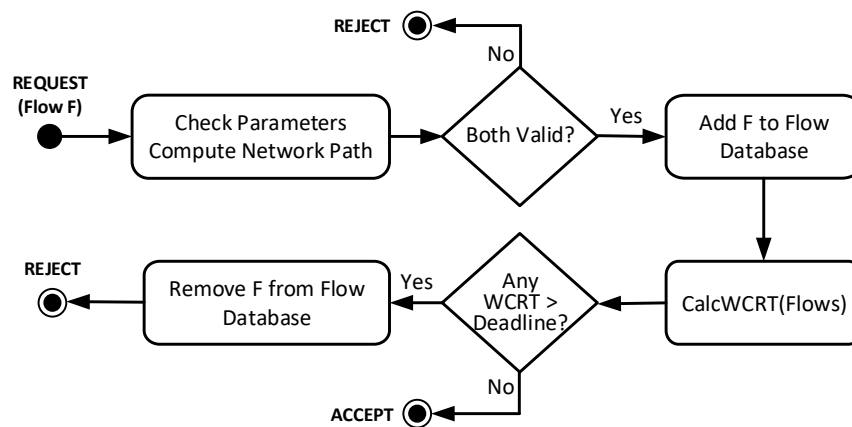 REJECT
No
REQUEST
(Flow F)
Check Parameters
Compute Network Path
Both Valid?
Yes
Add F to Flow
Database
REJECT
Remove F from Flow
Database
Yes
Any
WCRT >
Deadline?
CalcWCRT(Flows)
No
ACCEPT